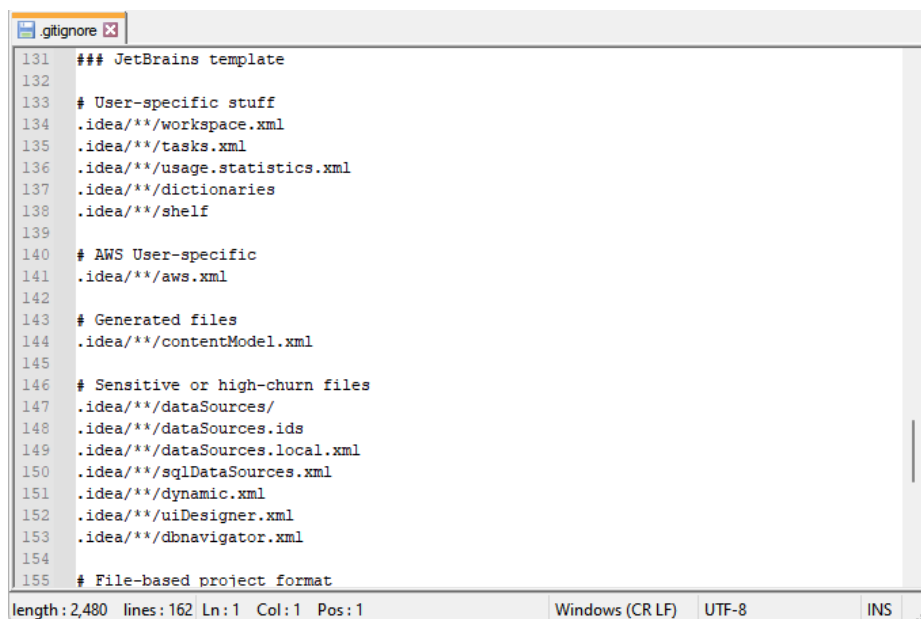 .gitignore
131 ### JetBrains template
132
133 # User-specific stuff
134 .idea/**/workspace.xml
135 .idea/**/tasks.xml
136 .idea/**/usage.statistics.xml
137 .idea/**/dictionaries
138 .idea/**/shelf
139
140 # AWS User-specific
141 .idea/**/aws.xml
142
143 # Generated files
144 .idea/**/contentModel.xml
145
146 # Sensitive or high-churn files
147 .idea/**/dataSources/
148 .idea/**/dataSources.ids
149 .idea/**/dataSources.local.xml
150 .idea/**/sqlDataSources.xml
151 .idea/**/dynamic.xml
152 .idea/**/uiDesigner.xml
153 .idea/**/dbnavigator.xml
154
155 # File-based project format
length : 2,480 lines : 162 Ln : 1 Col : 1 Pos : 1 Windows (CR LF) UTF-8 INS